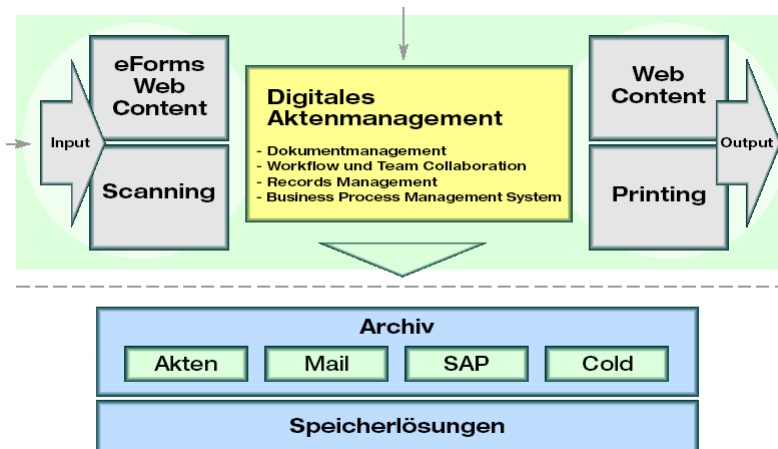 Input
eForms
Web
Content
Scanning
Digitales
Aktenmanagement
- Dokumentmanagement
- Workflow und Team Collaboration
- Records Management
- Business Process Management System
Web
Content
Printing
Output
Archiv
Akten
Mail
SAP
Cold
Speicherlösungen